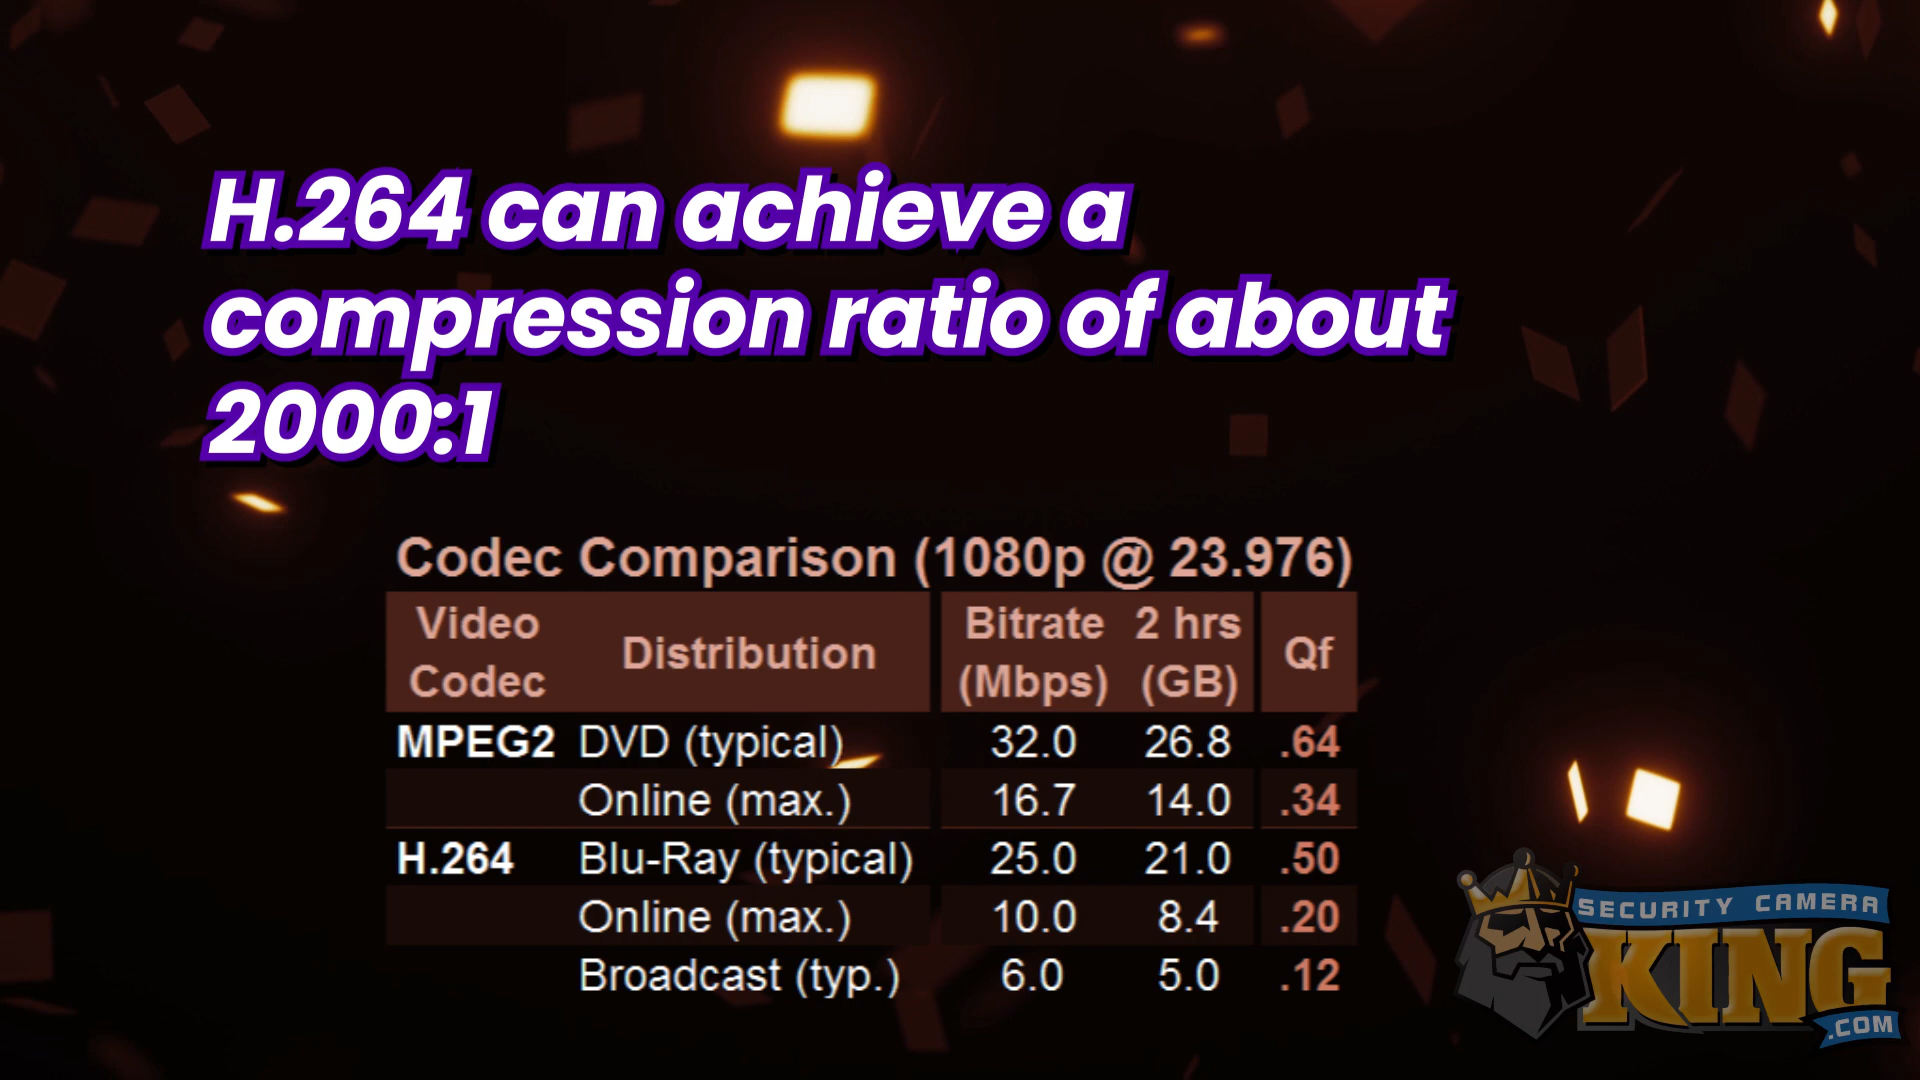 H.264 can achieve a
compression ratio of about
2000:1
Codec Comparison (1080p @ 23.976)
Video Codec Distribution Bitrate (Mbps) 2 hrs (GB) Qf
MPEG2 DVD (typical) 32.0 26.8 .64
Online (max.) 16.7 14.0 .34
H.264 Blu-Ray (typical) 25.0 21.0 .50
Online (max.) 10.0 8.4 .20
Broadcast (typ.) 6.0 5.0 .12
SECURITY CAMERA
KING
.COM